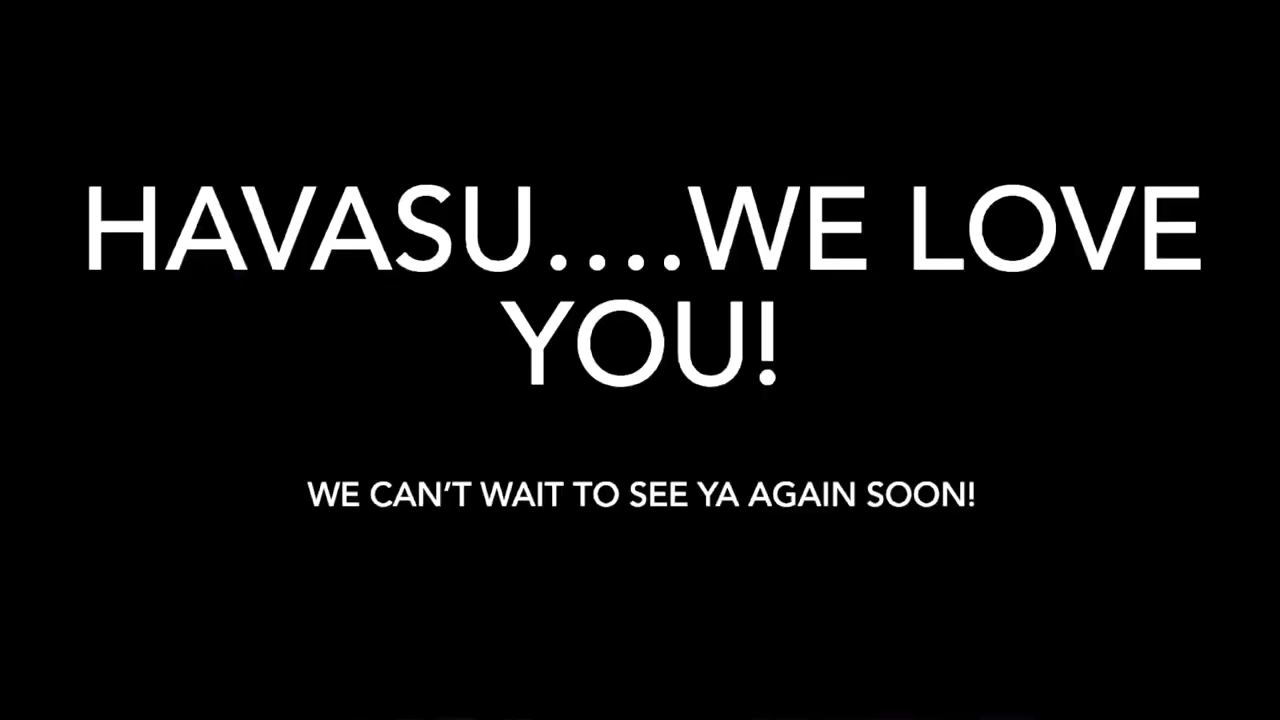 HAVASU....WE LOVE
YOU!
WE CAN’T WAIT TO SEE YA AGAIN SOON!